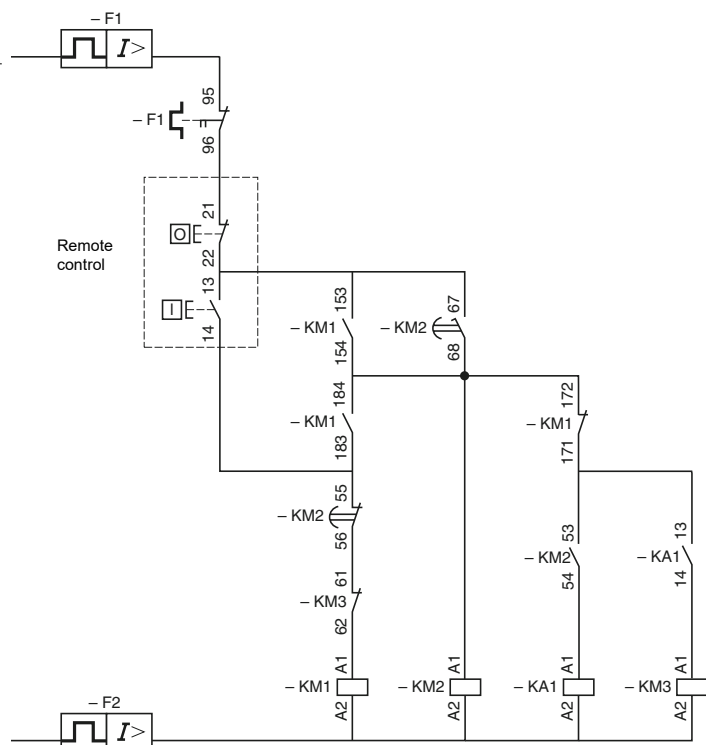 – F1
I>
95
– F1
96
21
O
22
Remote
control
13
I
14
153
– KM1
154
67
– KM2
68
184
– KM1
183
172
– KM1
171
55
– KM2
56
61
– KM3
62
53
– KM2
54
13
– KA1
14
A1
– KM1
A2
A1
– KM2
A2
A1
– KA1
A2
A1
– KM3
A2
– F2
I>